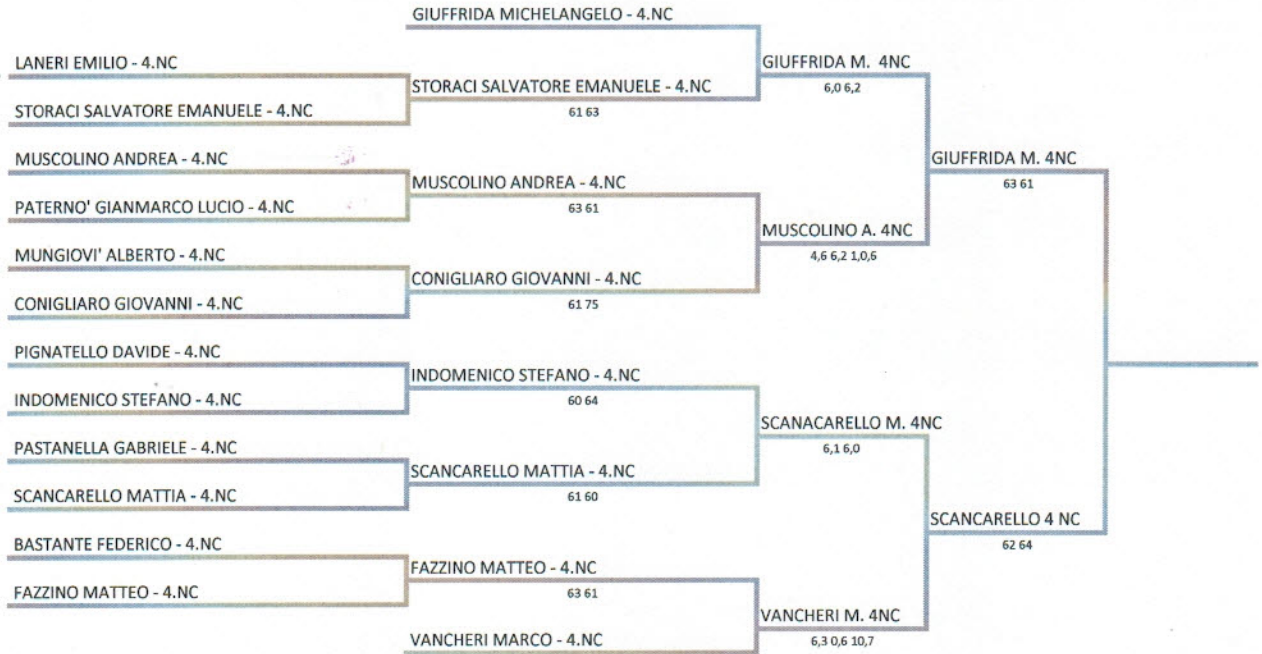 GIUFFRIDA MICHELANGELO - 4.NC
LANERI EMILIO - 4.NC
GIUFFRIDA M. 4NC
6,0 6,2
STORACI SALVATORE EMANUELE - 4.NC
61 63
STORACI SALVATORE EMANUELE - 4.NC
MUSCOLINO ANDREA - 4.NC
GIUFFRIDA M. 4NC
63 61
MUSCOLINO ANDREA - 4.NC
63 61
PATERNO' GIANMARCO LUCIO - 4.NC
MUSCOLINO A. 4NC
4,6 6,2 1,0,6
MUNGIOVI' ALBERTO - 4.NC
CONIGLIARO GIOVANNI - 4.NC
61 75
CONIGLIARO GIOVANNI - 4.NC
PIGNATELLO DAVIDE - 4.NC
INDOMENICO STEFANO - 4.NC
60 64
INDOMENICO STEFANO - 4.NC
SCANACARELLO M. 4NC
6,1 6,0
PASTANELLA GABRIELE - 4.NC
SCANCARELLO MATTIA - 4.NC
61 60
SCANCARELLO MATTIA - 4.NC
SCANCARELLO 4 NC
62 64
BASTANTE FEDERICO - 4.NC
FAZZINO MATTEO - 4.NC
63 61
FAZZINO MATTEO - 4.NC
VANCHERI M. 4NC
6,3 0,6 10,7
VANCHERI MARCO - 4.NC